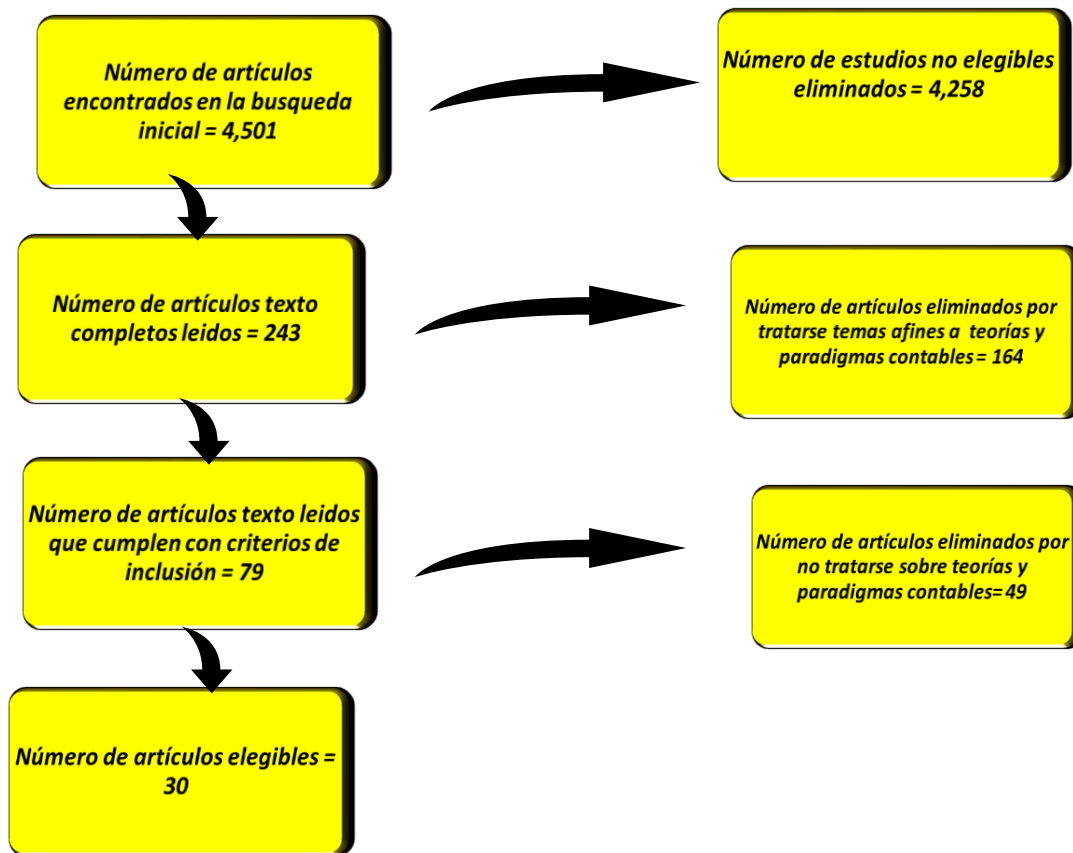 Número de artículos
encontrados en la busqueda
inicial = 4,501
Número de estudios no elegibles
eliminados = 4,258
Número de artículos texto
completos leidos = 243
Número de artículos eliminados por
tratarse temas afines a teorías y
paradigmas contables = 164
Número de artículos texto leidos
que cumplen con criterios de
inclusión = 79
Número de artículos eliminados por
no tratarse sobre teorías y
paradigmas contables= 49
Número de artículos elegibles =
30